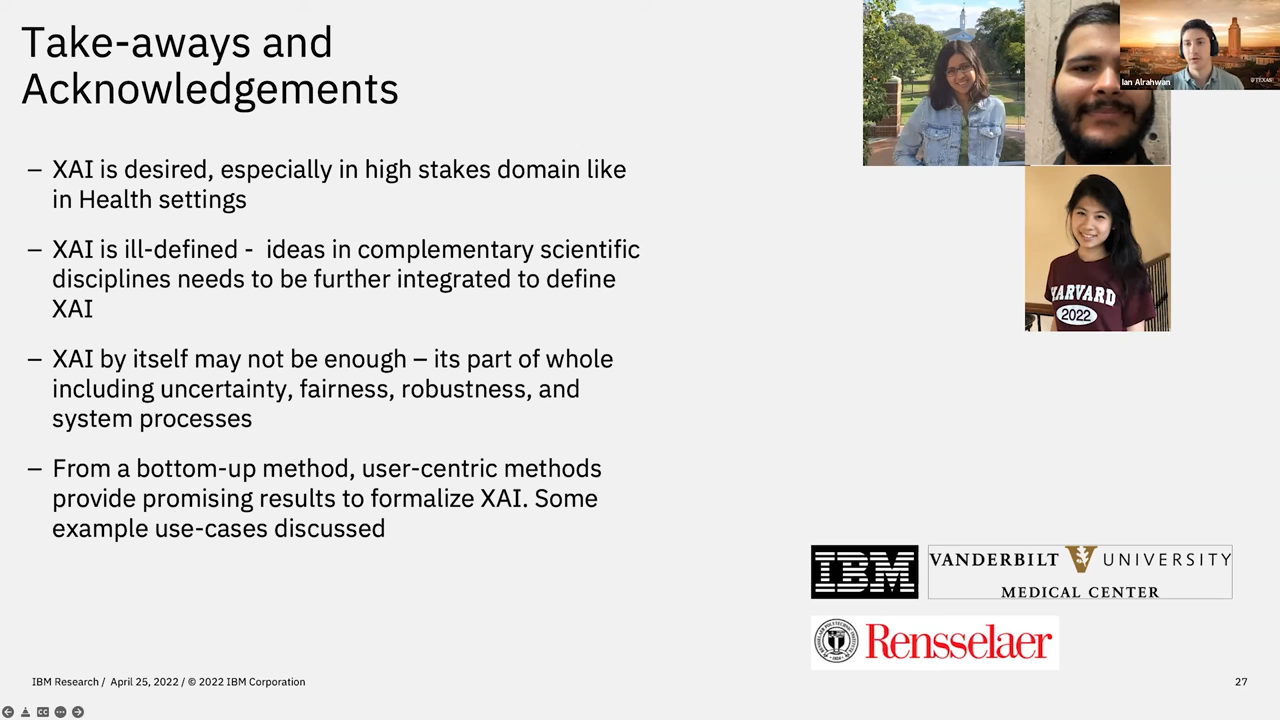 Take-aways and
Acknowledgements
– XAI is desired, especially in high stakes domain like
in Health settings
– XAI is ill-defined -  ideas in complementary scientific
disciplines needs to be further integrated to define
XAI
– XAI by itself may not be enough – its part of whole
including uncertainty, fairness, robustness, and
system processes
– From a bottom-up method, user-centric methods
provide promising results to formalize XAI. Some
example use-cases discussed
Ian Alrahwan
TEXAS
HARVARD
2022
IBM
VANDERBILT V UNIVERSITY
MEDICAL CENTER
Rensselaer
IBM Research / April 25, 2022 / © 2022 IBM Corporation
27
CC